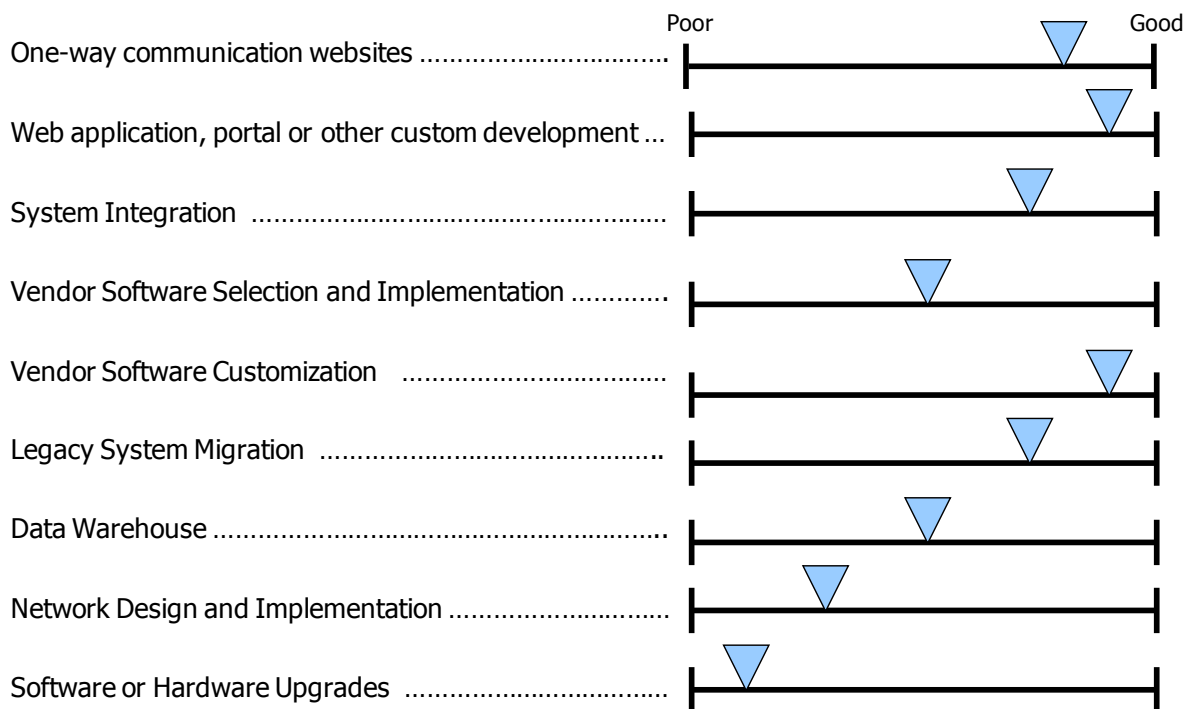 Poor Good
One-way communication websites ……………………………..
Web application, portal or other custom development …
System Integration ………………………………………………
Vendor Software Selection and Implementation ………….
Vendor Software Customization ……………………………
Legacy System Migration ……………………………………..
Data Warehouse …………………………………………………..
Network Design and Implementation ………………………
Software or Hardware Upgrades ……………………………